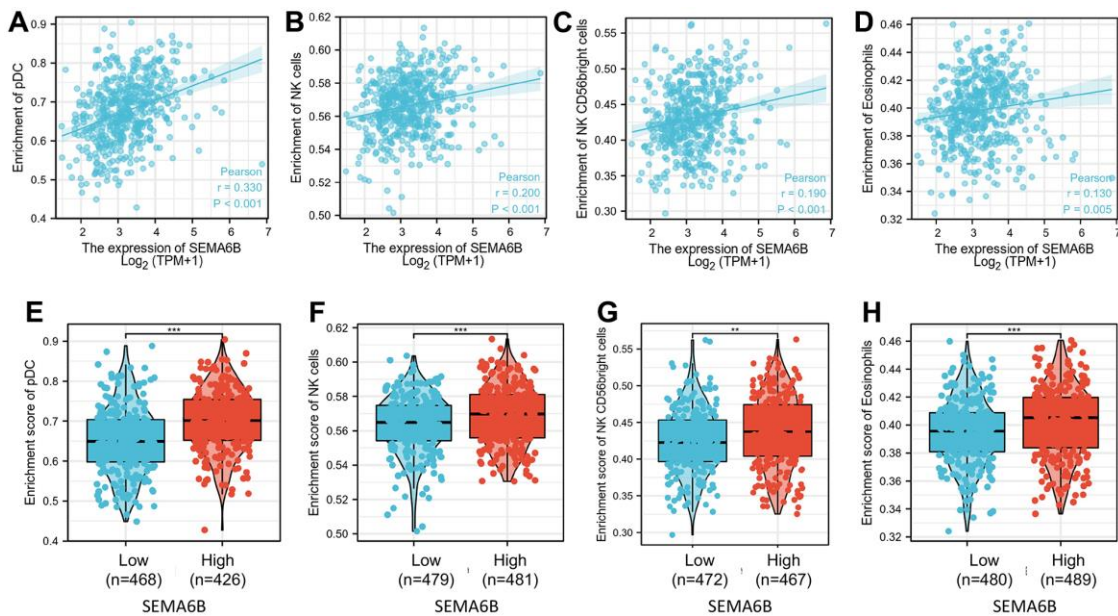 A
Enrichment of pDC
0.9
0.8
0.7
0.6
0.5
0.4
2 3 4 5 6 7
Pearson
r = 0.330
P < 0.001
The expression of SEMA6B
Log₂ (TPM+1)
B
Enrichment of NK cells
0.62
0.60
0.58
0.56
0.54
0.52
0.50
2 3 4 5 6 7
Pearson
r = 0.200
P < 0.001
The expression of SEMA6B
Log₂ (TPM+1)
C
Enrichment of NK CD56bright cells
0.55
0.50
0.45
0.40
0.35
0.30
2 3 4 5 6 7
Pearson
r = 0.190
P < 0.001
The expression of SEMA6B
Log₂ (TPM+1)
D
Enrichment of Eosinophils
0.46
0.44
0.42
0.40
0.38
0.36
0.34
0.32
2 3 4 5 6 7
Pearson
r = 0.130
P = 0.005
The expression of SEMA6B
Log₂ (TPM+1)
E
Enrichment score of pDC
0.9
0.8
0.7
0.6
0.5
0.4
***
Low High
(n=468) (n=426)
SEMA6B
F
Enrichment score of NK cells
0.62
0.60
0.58
0.56
0.54
0.52
0.50
***
Low High
(n=479) (n=481)
SEMA6B
G
Enrichment score of NK CD56bright cells
0.55
0.50
0.45
0.40
0.35
0.30
**
Low High
(n=472) (n=467)
SEMA6B
H
Enrichment score of Eosinophils
0.46
0.44
0.42
0.40
0.38
0.36
0.34
0.32
***
Low High
(n=480) (n=489)
SEMA6B